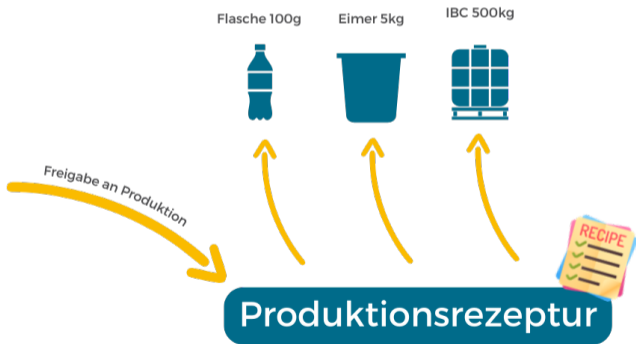 Flasche 100g
Eimer 5kg
IBC 500kg
Freigabe an Produktion
RECIPE
Produktionsrezeptur